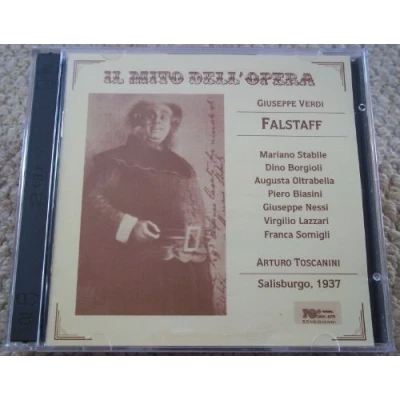 IL MITO DELL'OPERA
GIUSEPPE VERDI
FALSTAFF
Mariano Stabile
Dino Borgioli
Augusta Oltrabella
Piero Biasini
Giuseppe Nessi
Virgilio Lazzari
Franca Somigli
ARTURO TOSCANINI
Salisburgo, 1937